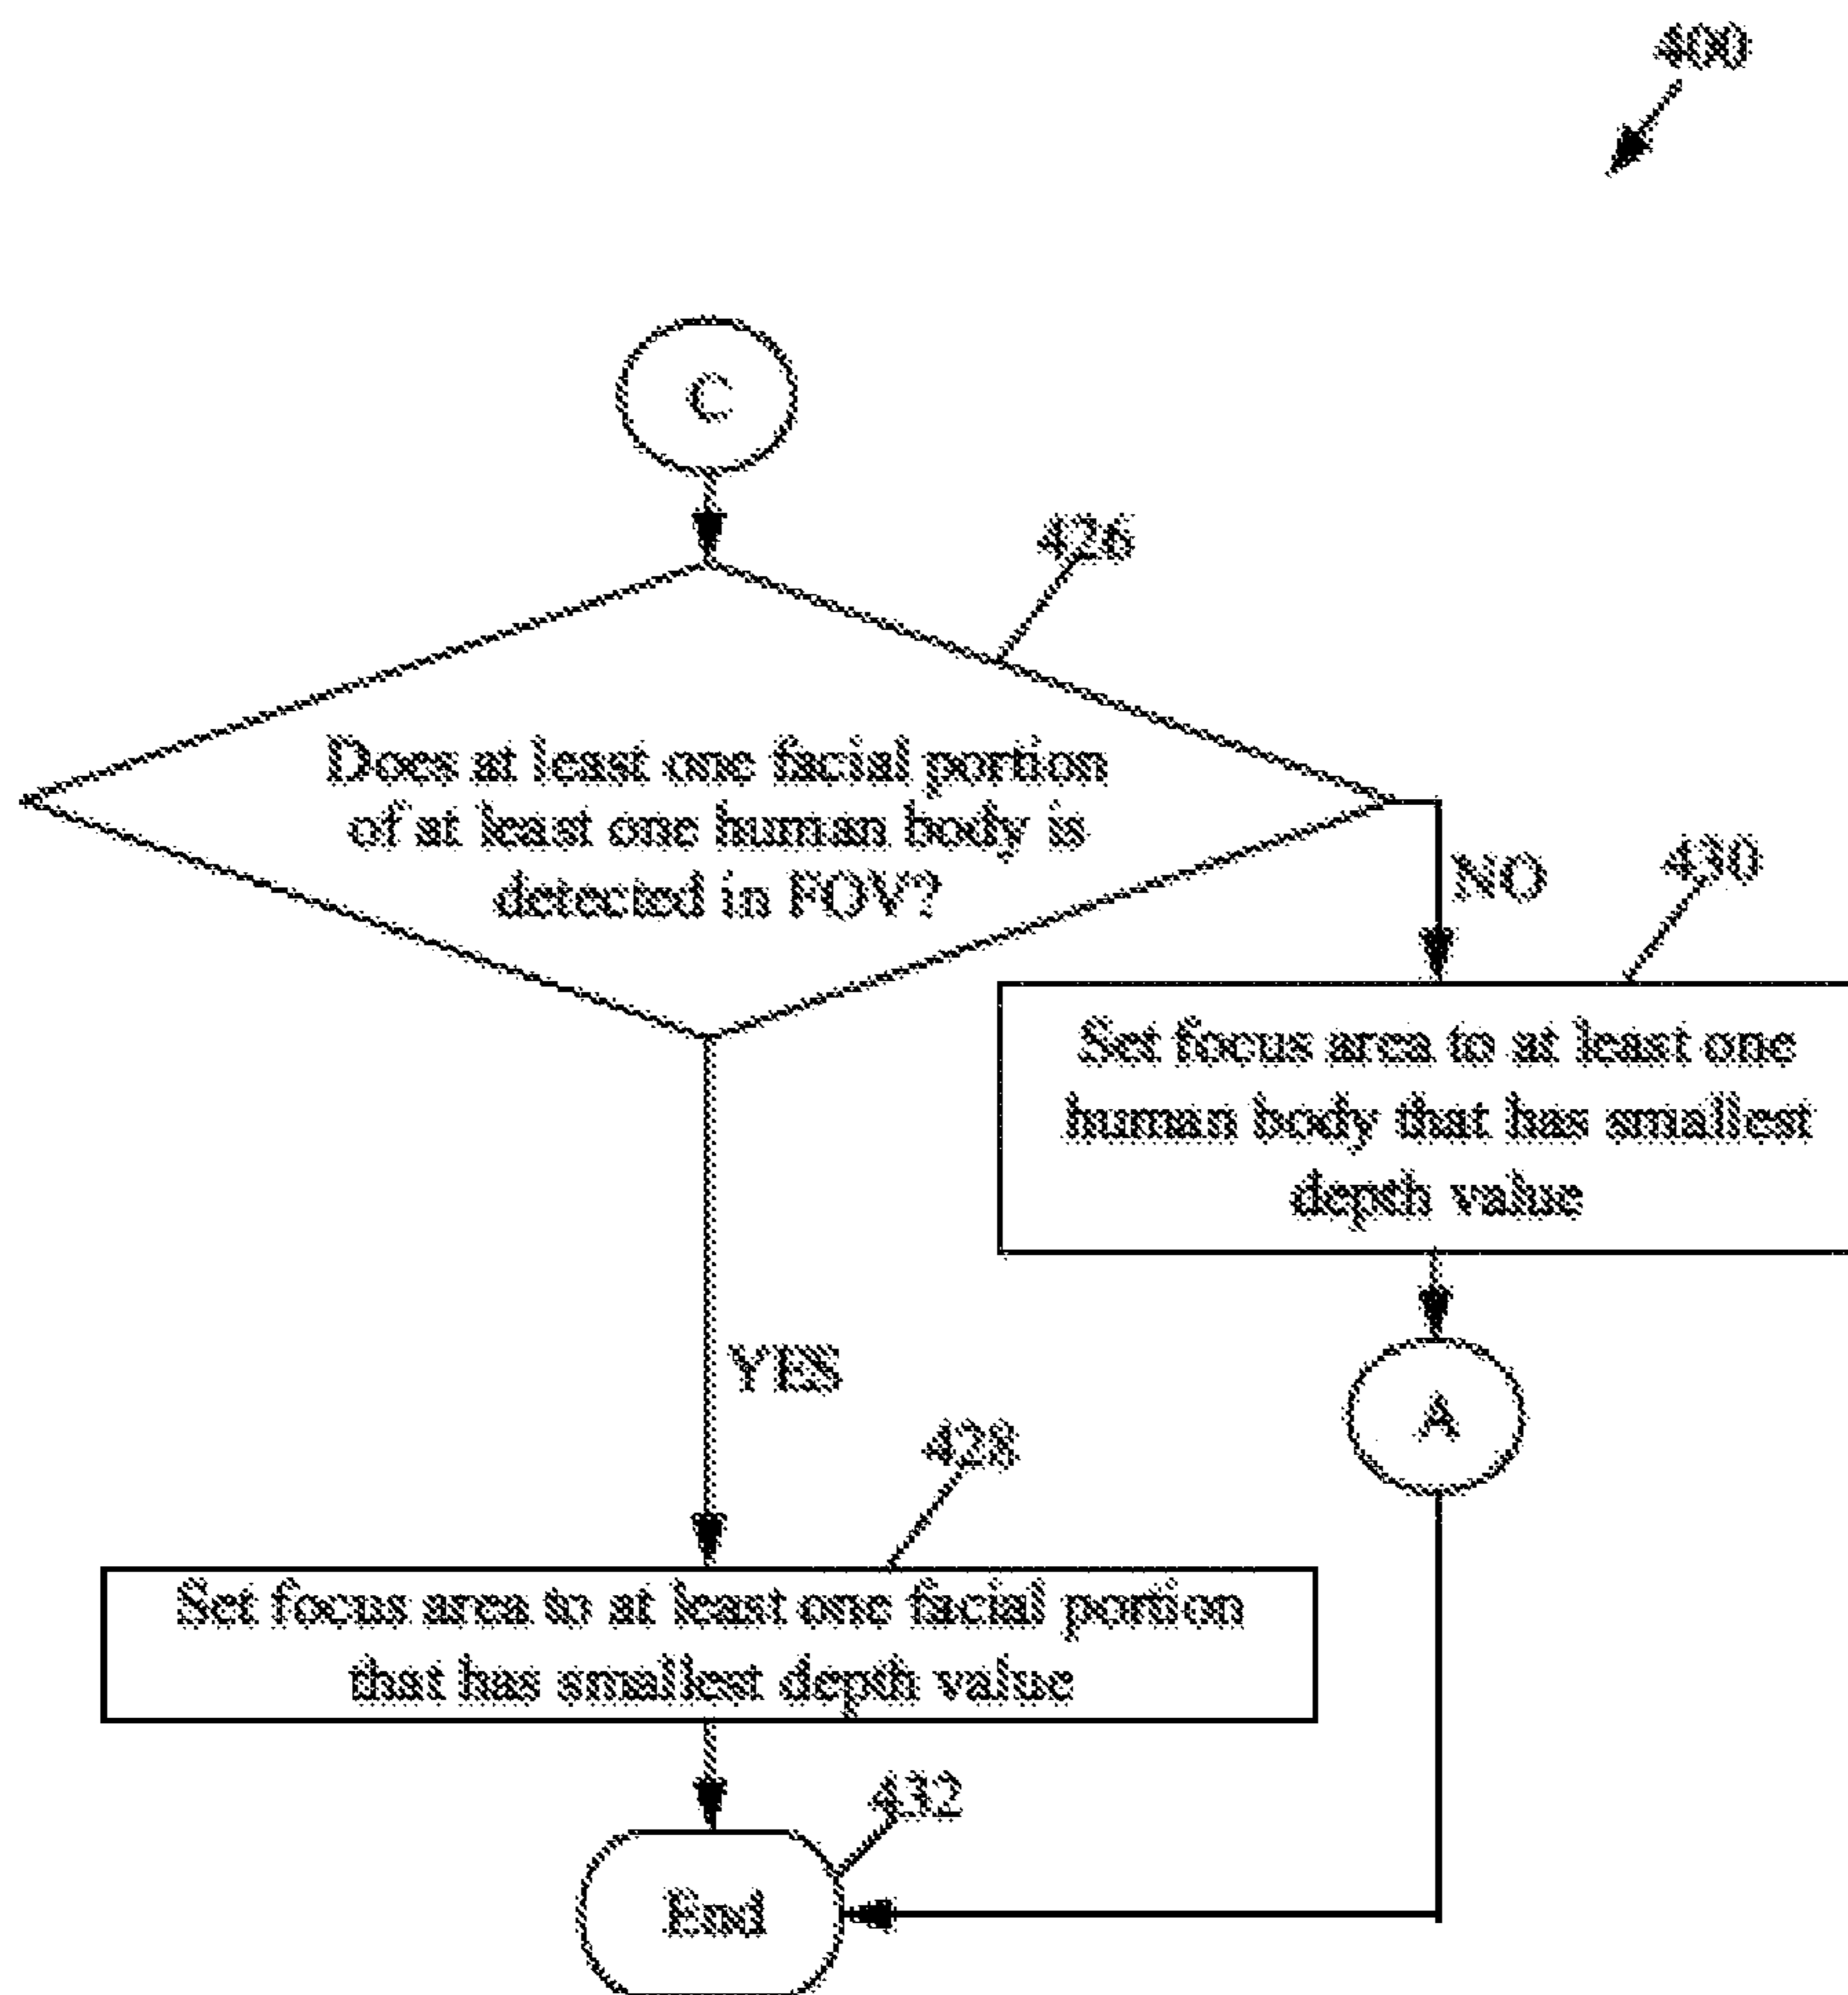 400
C
426
Does at least one facial portion
of at least one human body is
detected in FOV?
NO
430
Set focus area to at least one
human body that has smallest
depth value
YES
A
428
Set focus area to at least one facial portion
that has smallest depth value
432
End